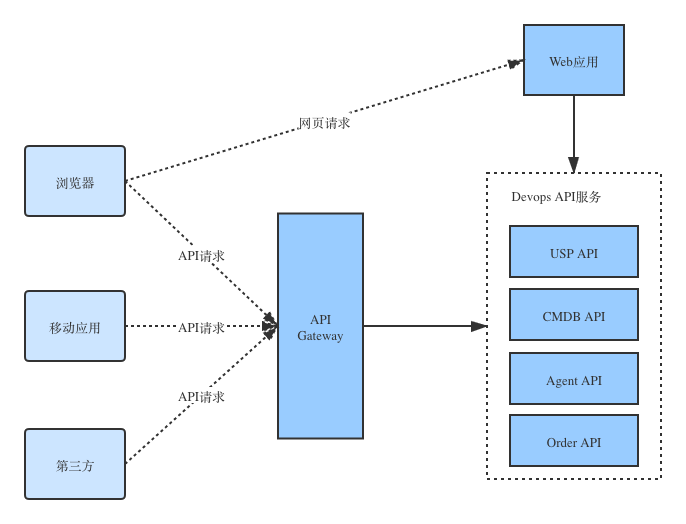 Web应用
网页请求
浏览器
Devops API服务
USP API
API请求
CMDB API
API
Gateway
移动应用
API请求
Agent API
API请求
Order API
第三方